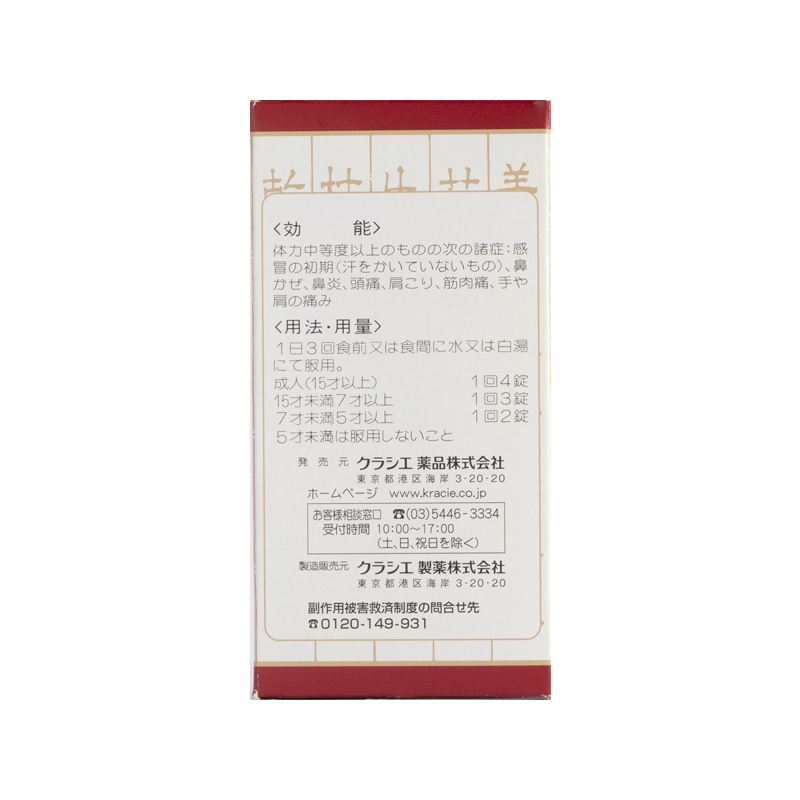 〈効　能〉
体力中等度以上のものの次の諸症：感
冒の初期（汗をかいていないもの）、鼻
かぜ、鼻炎、頭痛、肩こり、筋肉痛、手や
肩の痛み
〈用法・用量〉
1日3回食前又は食間に水又は白湯
にて服用。
成人（15才以上） 1回4錠
15才未満7才以上 1回3錠
7才未満5才以上 1回2錠
5才未満は服用しないこと
発売元 クラシエ薬品株式会社
東京都港区海岸 3-20-20
ホームページ www.kracie.co.jp
お客様相談窓口 ☎(03)5446-3334
受付時間 10:00〜17:00
（土、日、祝日を除く）
製造販売元 クラシエ製薬株式会社
東京都港区海岸 3-20-20
副作用被害救済制度の問合せ先
☎0120-149-931